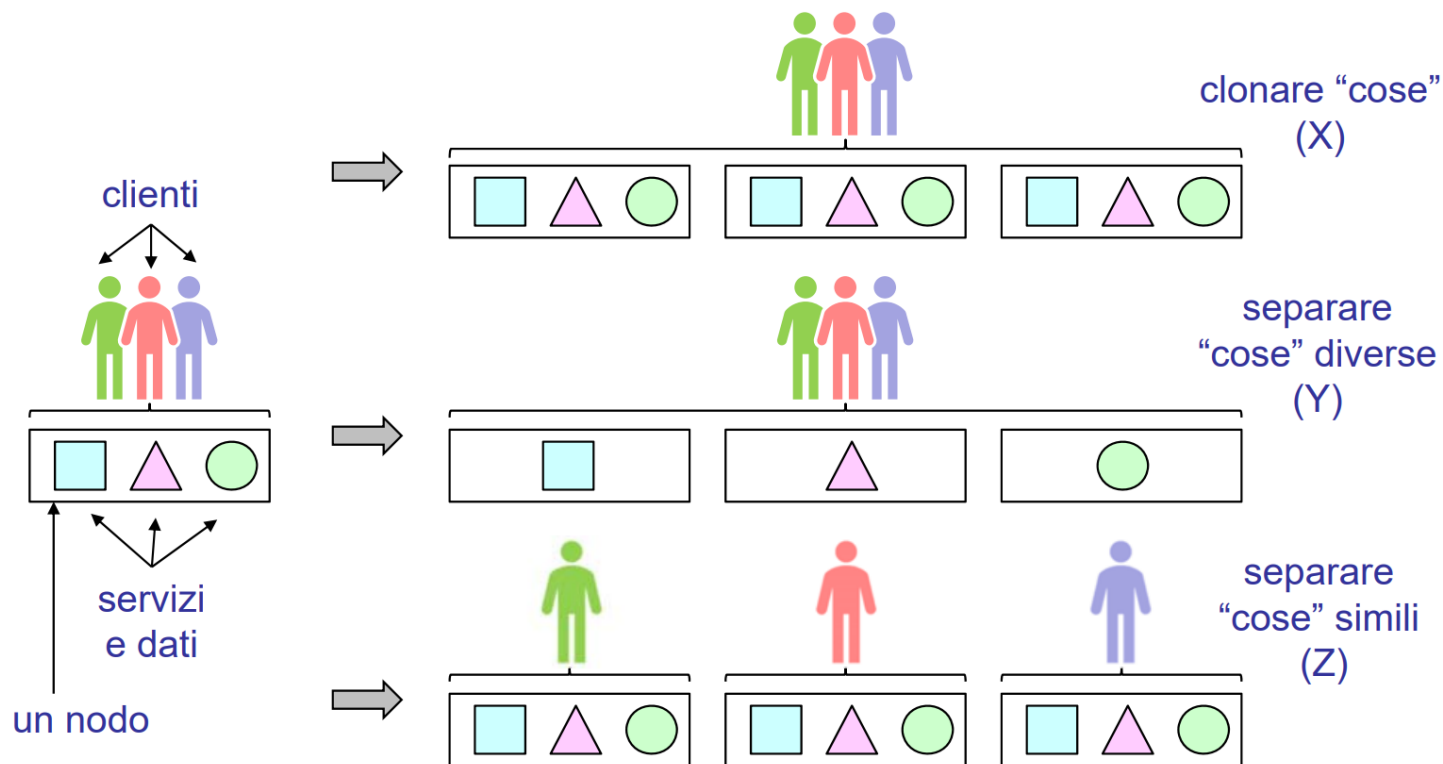 clonare “cose”
(X)
clienti
separare
“cose” diverse
(Y)
servizi
e dati
un nodo
separare
“cose” simili
(Z)